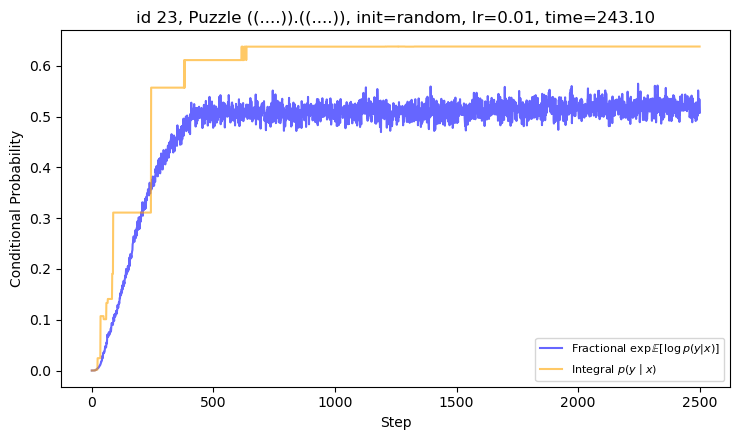 id 23, Puzzle ((....)).((....)), init=random, lr=0.01, time=243.10
Conditional Probability
0.6
0.5
0.4
0.3
0.2
0.1
0.0
Fractional exp𝔼[log p(y|x)]
Integral p(y | x)
0 500 1000 1500 2000 2500
Step